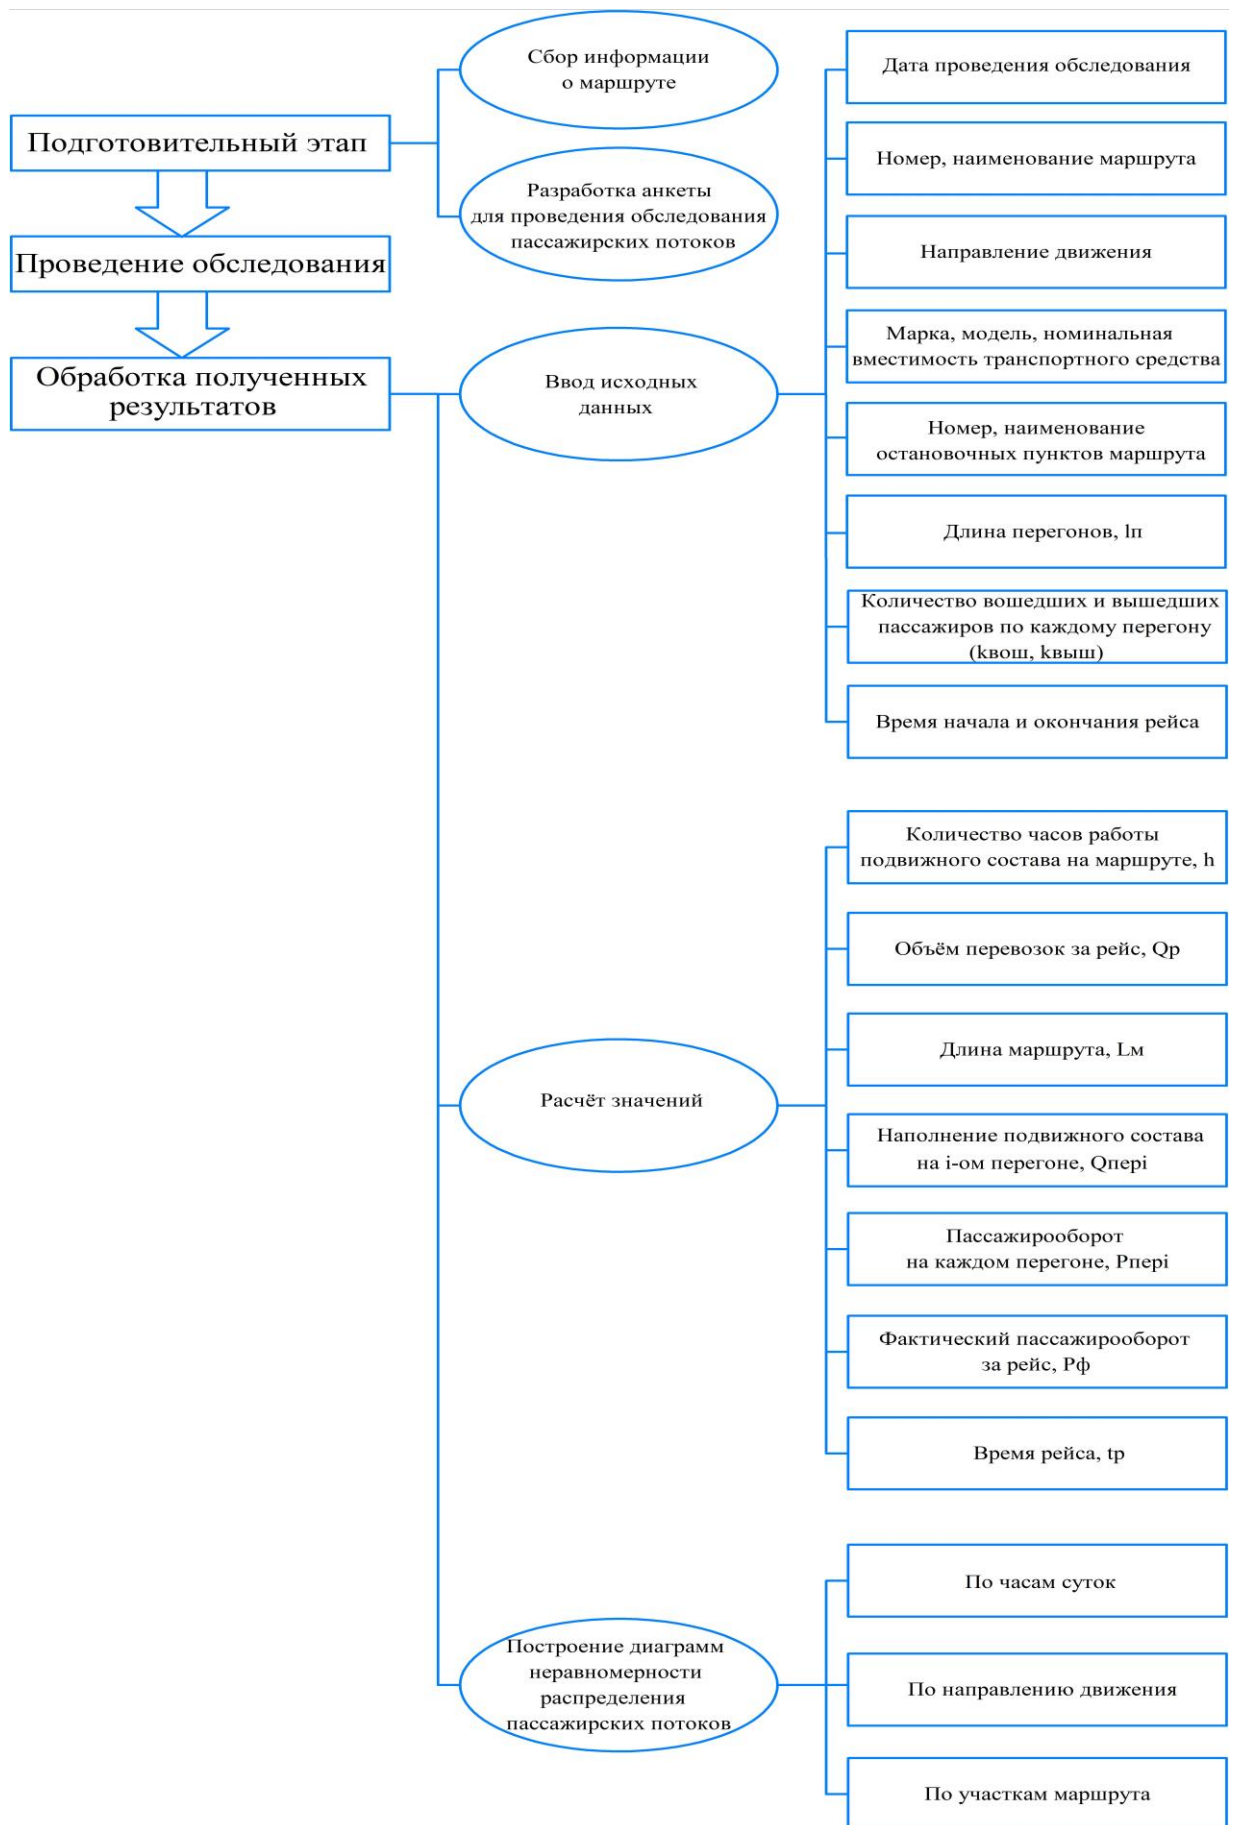 Подготовительный этап
Проведение обследования
Обработка полученных
результатов
Сбор информации
о маршруте
Разработка анкеты
для проведения обследования
пассажирских потоков
Ввод исходных
данных
Дата проведения обследования
Номер, наименование маршрута
Направление движения
Марка, модель, номинальная
вместимость транспортного средства
Номер, наименование
остановочных пунктов маршрута
Длина перегонов, lп
Количество вошедших и вышедших
пассажиров по каждому перегону
(kвош, kвыш)
Время начала и окончания рейса
Расчёт значений
Количество часов работы
подвижного состава на маршруте, h
Объём перевозок за рейс, Qр
Длина маршрута, Lм
Наполнение подвижного состава
на i-ом перегоне, Qперi
Пассажирооборот
на каждом перегоне, Рперi
Фактический пассажирооборот
за рейс, Рф
Время рейса, tр
Построение диаграмм
неравномерности
распределения
пассажирских потоков
По часам суток
По направлению движения
По участкам маршрута